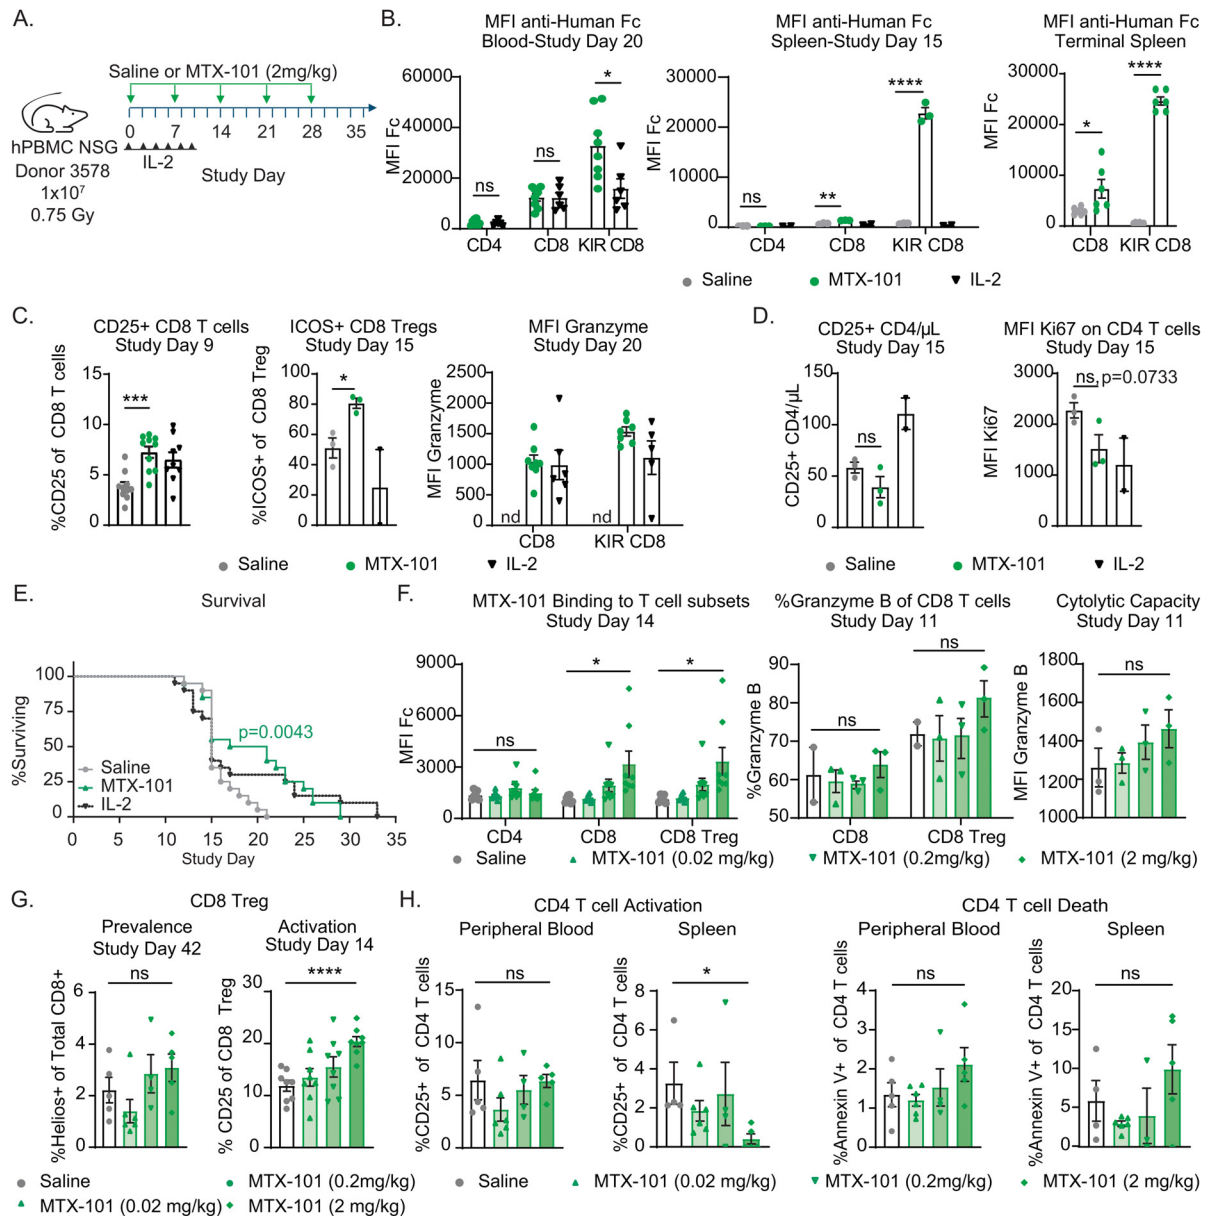 A.
Saline or MTX-101 (2mg/kg)
0 7 14 21 28 35
IL-2
Study Day
hPBMC NSG
Donor 3578
1x10⁷
0.75 Gy
B.
MFI anti-Human Fc
Blood-Study Day 20
MFI Fc
60000
40000
20000
0
ns
ns
*
CD4 CD8 KIR CD8
MFI anti-Human Fc
Spleen-Study Day 15
MFI Fc
30000
20000
10000
0
ns
**
****
CD4 CD8 KIR CD8
MFI anti-Human Fc
Terminal Spleen
MFI Fc
30000
20000
10000
0
*
****
CD8 KIR CD8
Saline MTX-101 IL-2
C.
CD25+ CD8 T cells
Study Day 9
%CD25 of CD8 T cells
15
10
5
0
***
ICOS+ CD8 Tregs
Study Day 15
%ICOS+ of CD8 Treg
100
80
60
40
20
0
*
MFI Granzyme
Study Day 20
MFI Granzyme
2500
2000
1500
1000
500
0
nd
nd
CD8 KIR CD8
Saline MTX-101 IL-2
D.
CD25+ CD4/µL
Study Day 15
CD25+ CD4/µL
150
100
50
0
ns
MFI Ki67 on CD4 T cells
Study Day 15
MFI Ki67
3000
2000
1000
0
ns, p=0.0733
Saline MTX-101 IL-2
E.
Survival
%Surviving
100
75
50
25
0
p=0.0043
Saline
MTX-101
IL-2
0 5 10 15 20 25 30 35
Study Day
F.
MTX-101 Binding to T cell subsets
Study Day 14
MFI Fc
9000
6000
3000
0
ns
*
*
CD4 CD8 CD8 Treg
%Granzyme B of CD8 T cells
Study Day 11
%Granzyme B
90
80
70
60
50
ns
ns
CD8 CD8 Treg
Cytolytic Capacity
Study Day 11
MFI Granzyme B
1800
1600
1400
1200
1000
ns
Saline MTX-101 (0.02 mg/kg) MTX-101 (0.2mg/kg) MTX-101 (2 mg/kg)
G.
CD8 Treg
Prevalence
Study Day 42
%Helios+ of Total CD8+
6
4
2
0
ns
Activation
Study Day 14
% CD25 of CD8 Treg
30
20
10
0
****
Saline MTX-101 (0.2mg/kg)
MTX-101 (0.02 mg/kg) MTX-101 (2 mg/kg)
H.
CD4 T cell Activation
Peripheral Blood
%CD25+ of CD4 T cells
15
10
5
0
ns
Spleen
%CD25+ of CD4 T cells
10
8
6
4
2
0
*
CD4 T cell Death
Peripheral Blood
%Annexin V+ of CD4 T cells
4
3
2
1
0
ns
Spleen
%Annexin V+ of CD4 T cells
20
15
10
5
0
ns
Saline MTX-101 (0.02 mg/kg) MTX-101 (0.2mg/kg) MTX-101 (2 mg/kg)